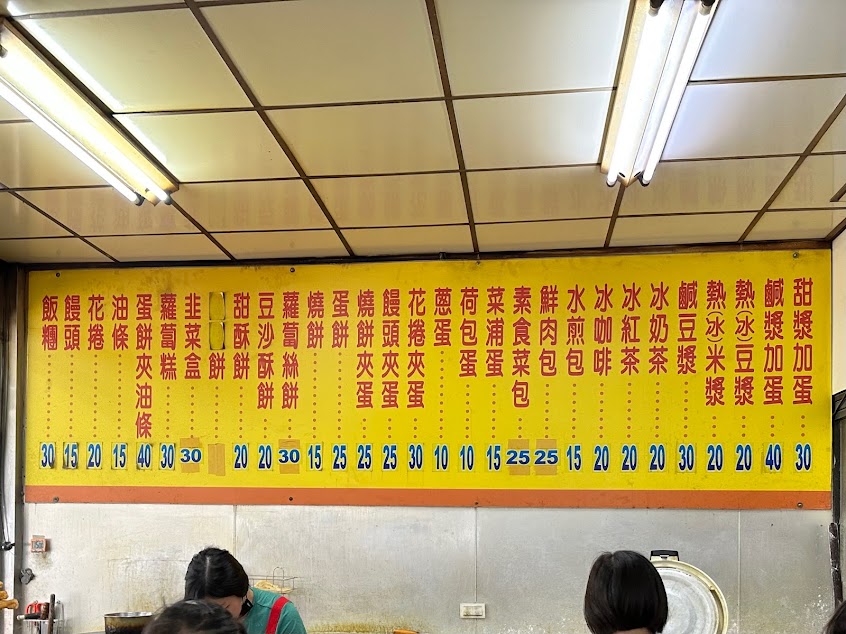 甜漿加蛋 30
鹹漿加蛋 40
熱(冰)豆漿 20
熱(冰)米漿 20
鹹豆漿 30
冰奶茶 20
冰紅茶 20
冰咖啡 20
水煎包 15
鮮肉包 25
素食菜包 25
菜浦蛋 15
荷包蛋 10
蔥蛋 10
花捲夾蛋 30
饅頭夾蛋 25
燒餅夾蛋 25
蛋餅 25
燒餅 15
蘿蔔絲餅 30
豆沙酥餅 20
甜酥餅 20
餅
韭菜盒 30
蘿蔔糕 30
蛋餅夾油條 40
油條 15
花捲 20
饅頭 15
飯糰 30